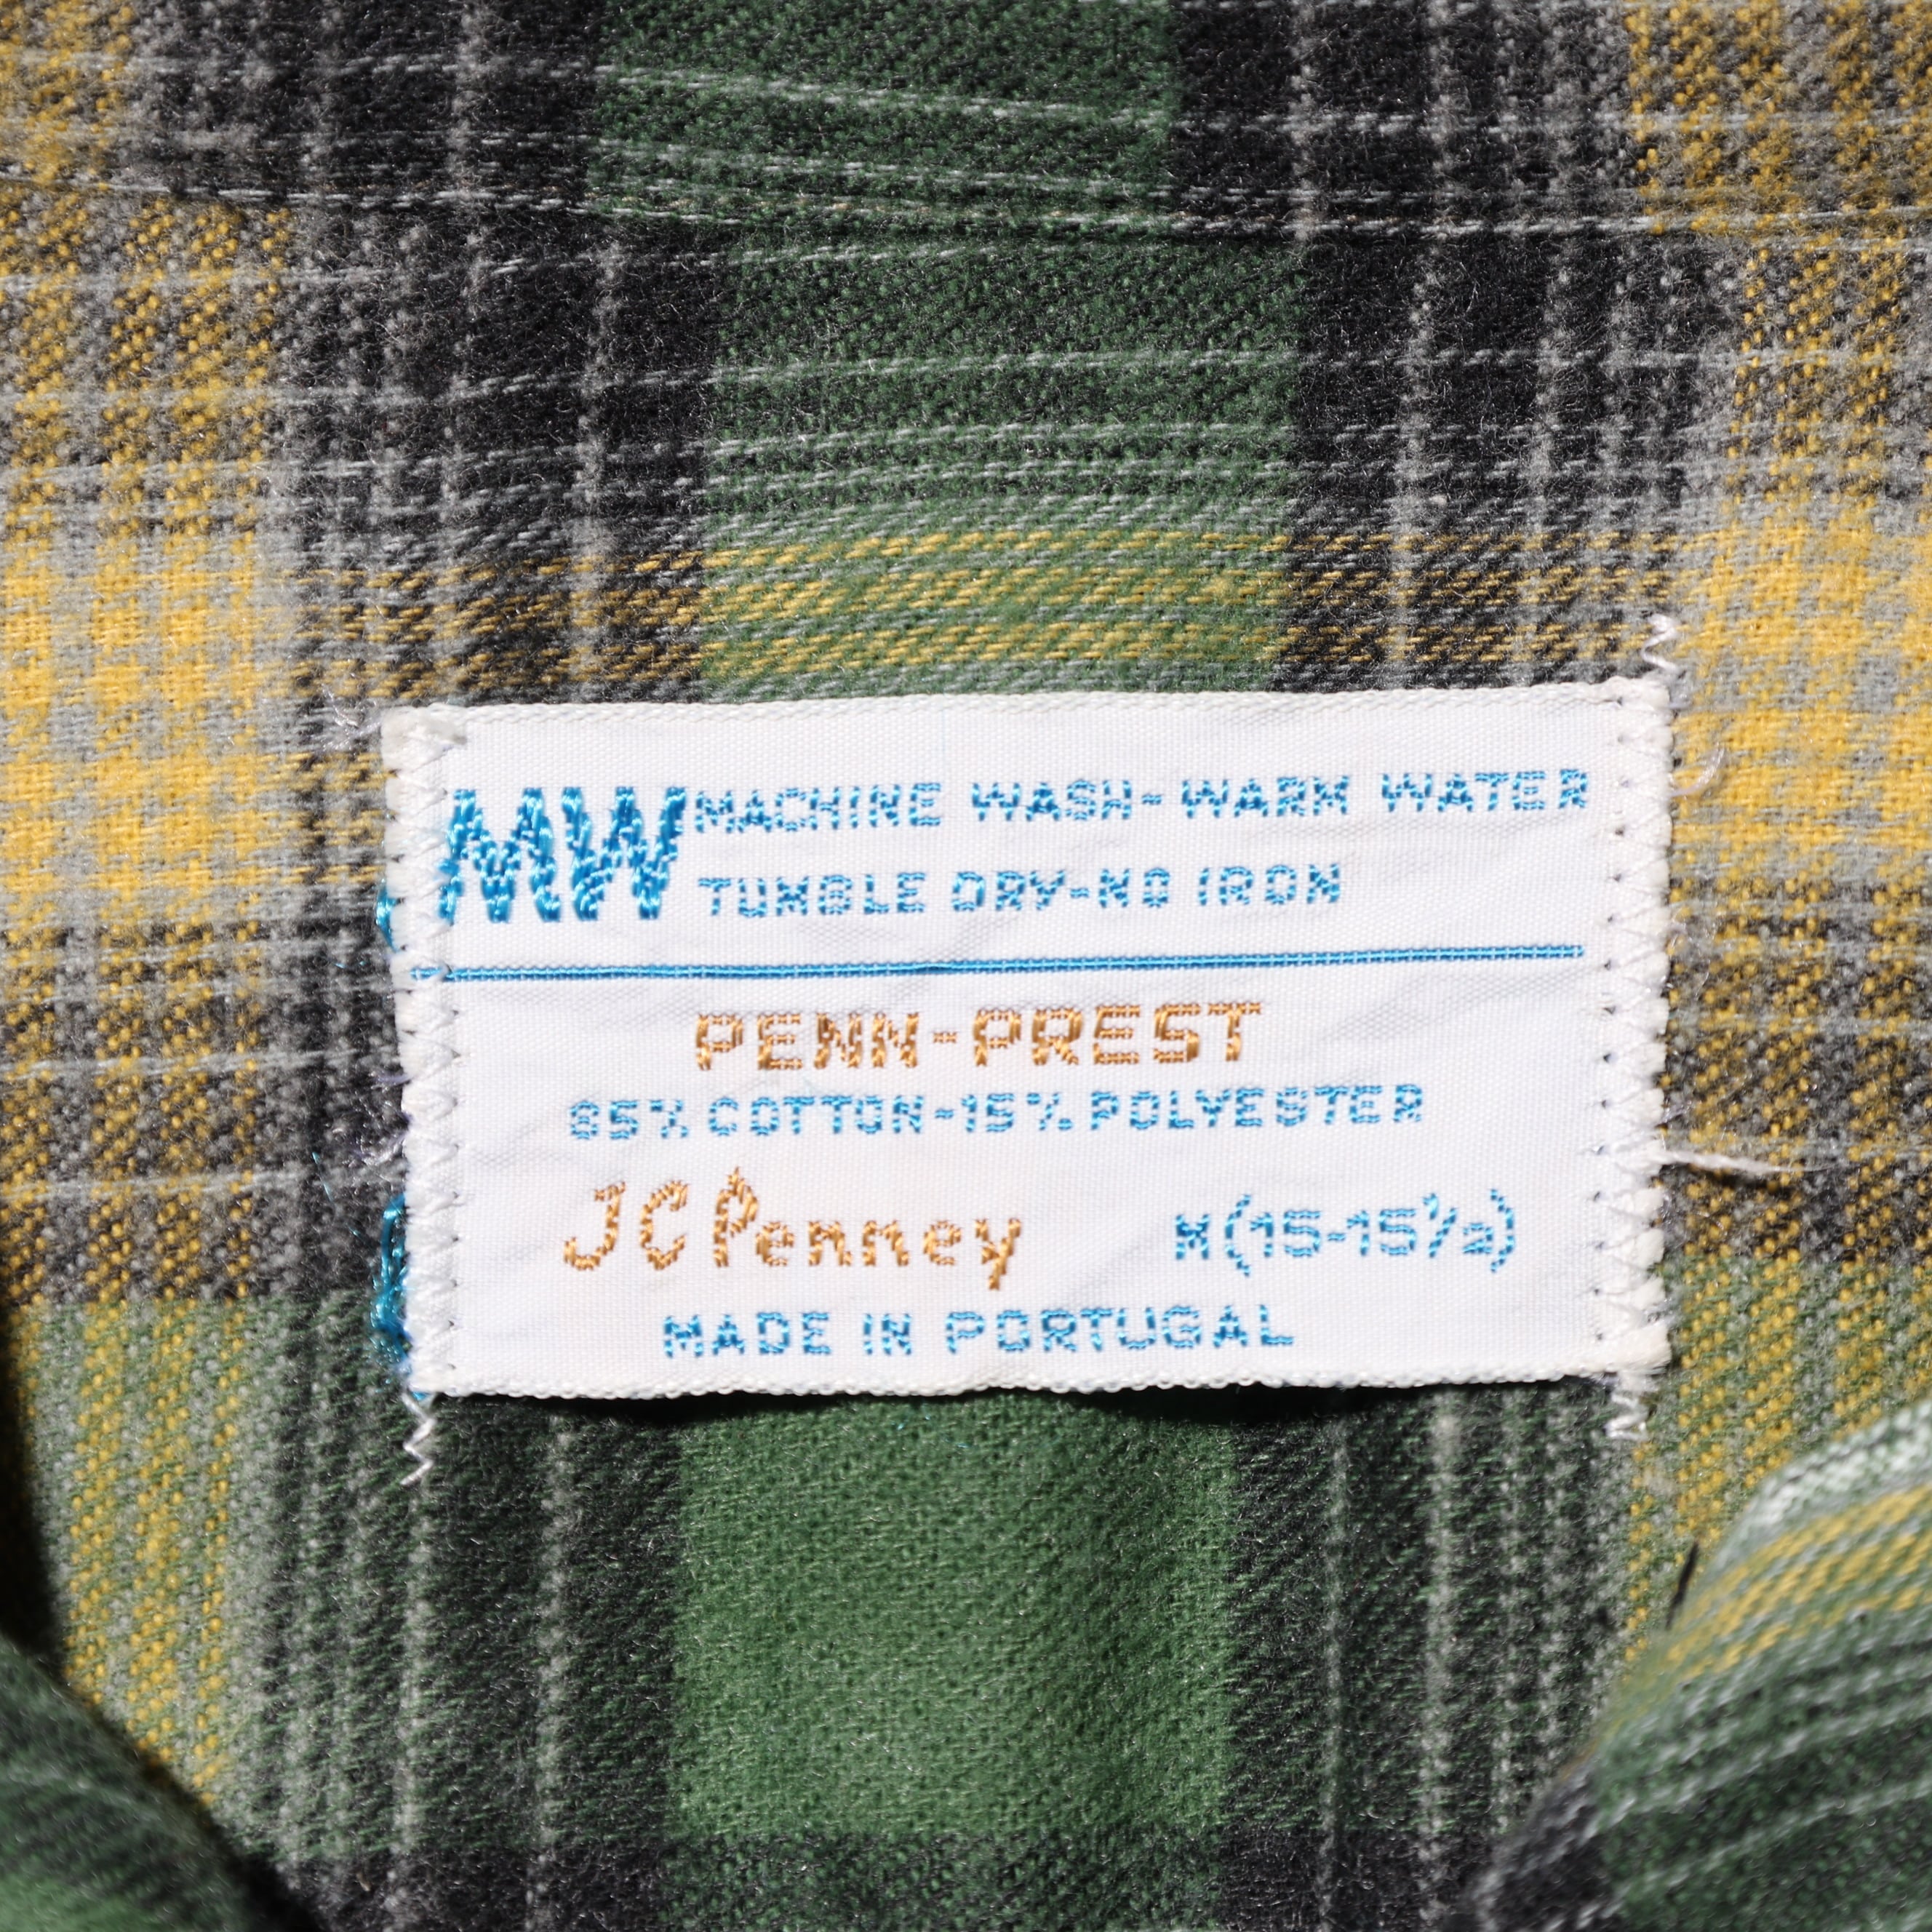 MW MACHINE WASH-WARM WATER
TUMBLE DRY-NO IRON
PENN-PREST
85% COTTON-15% POLYESTER
JCPenney M(15-15½)
MADE IN PORTUGAL